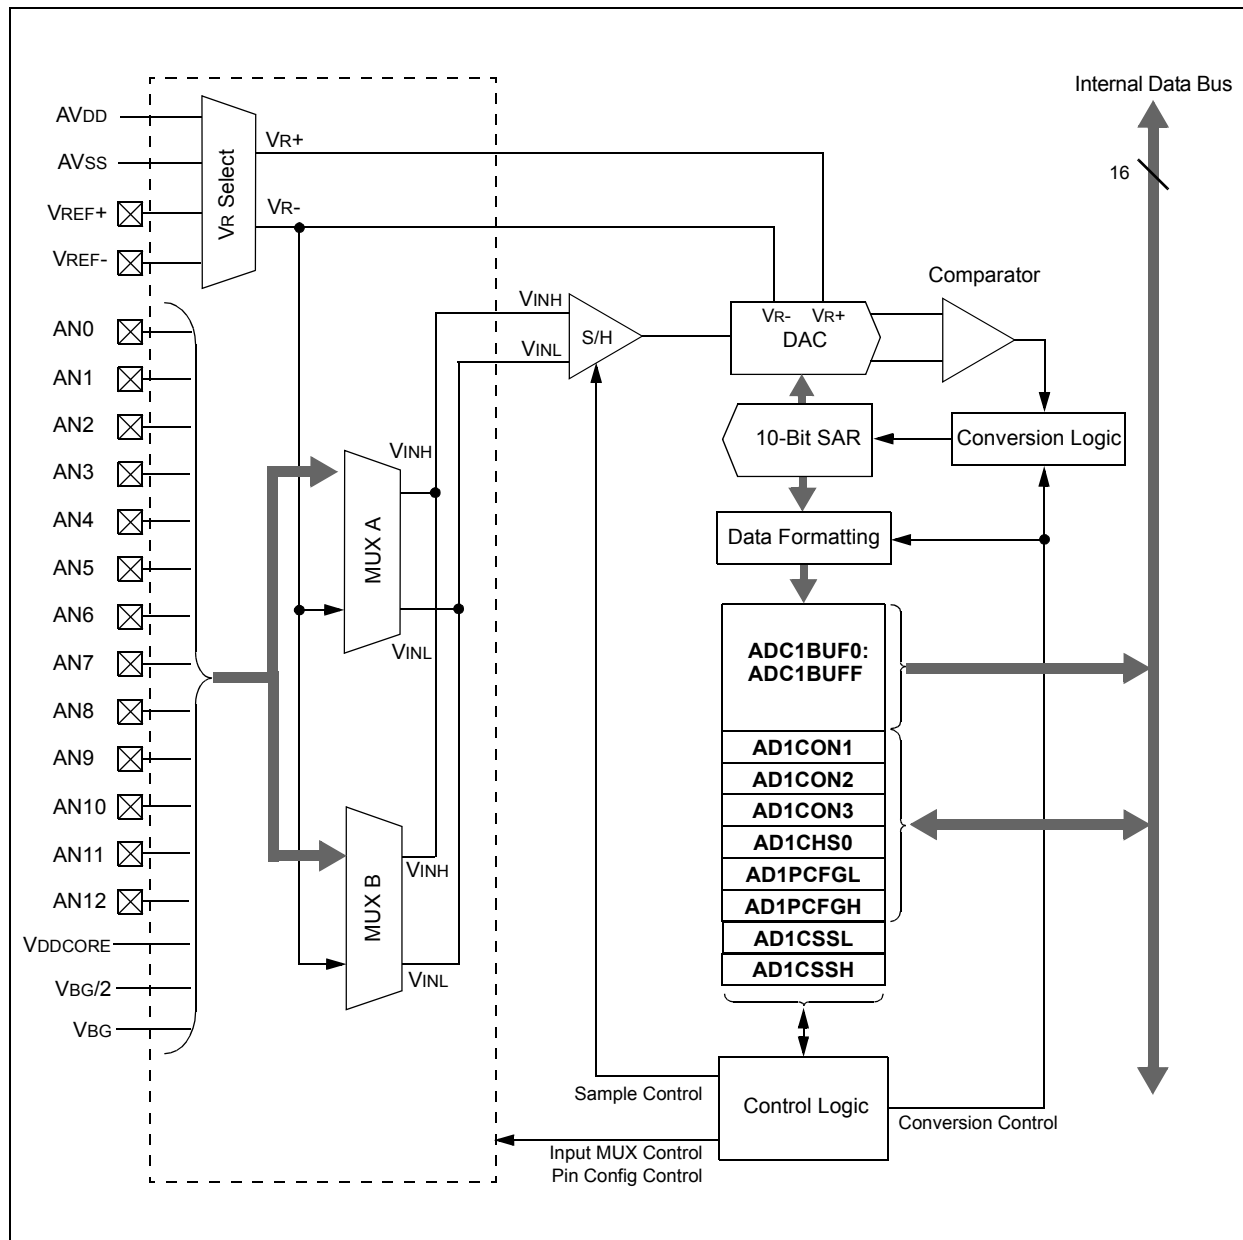 Internal Data Bus
16
AVDD
AVSS
VREF+
VREF-
VR Select
VR+
VR-
AN0
AN1
AN2
AN3
AN4
AN5
AN6
AN7
AN8
AN9
AN10
AN11
AN12
VDDCORE
VBG/2
VBG
MUX A
VINH
VINL
MUX B
VINH
VINL
VINH
VINL
S/H
VR- VR+
DAC
Comparator
10-Bit SAR
Conversion Logic
Data Formatting
ADC1BUF0:
ADC1BUFF
AD1CON1
AD1CON2
AD1CON3
AD1CHS0
AD1PCFGL
AD1PCFGH
AD1CSSL
AD1CSSH
Control Logic
Sample Control
Conversion Control
Input MUX Control
Pin Config Control